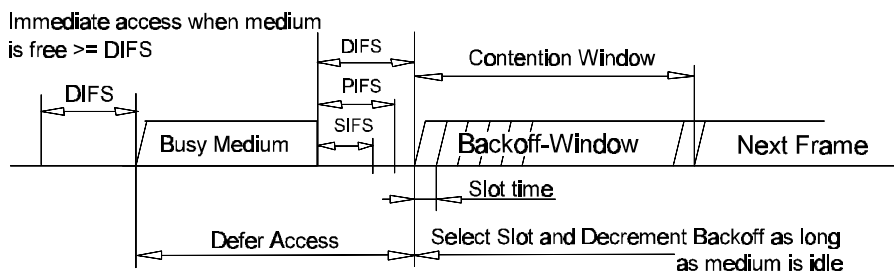 Immediate access when medium
is free >= DIFS
DIFS
DIFS
PIFS
SIFS
Contention Window
Busy Medium
Backoff-Window
Next Frame
Slot time
Defer Access
Select Slot and Decrement Backoff as long
as medium is idle